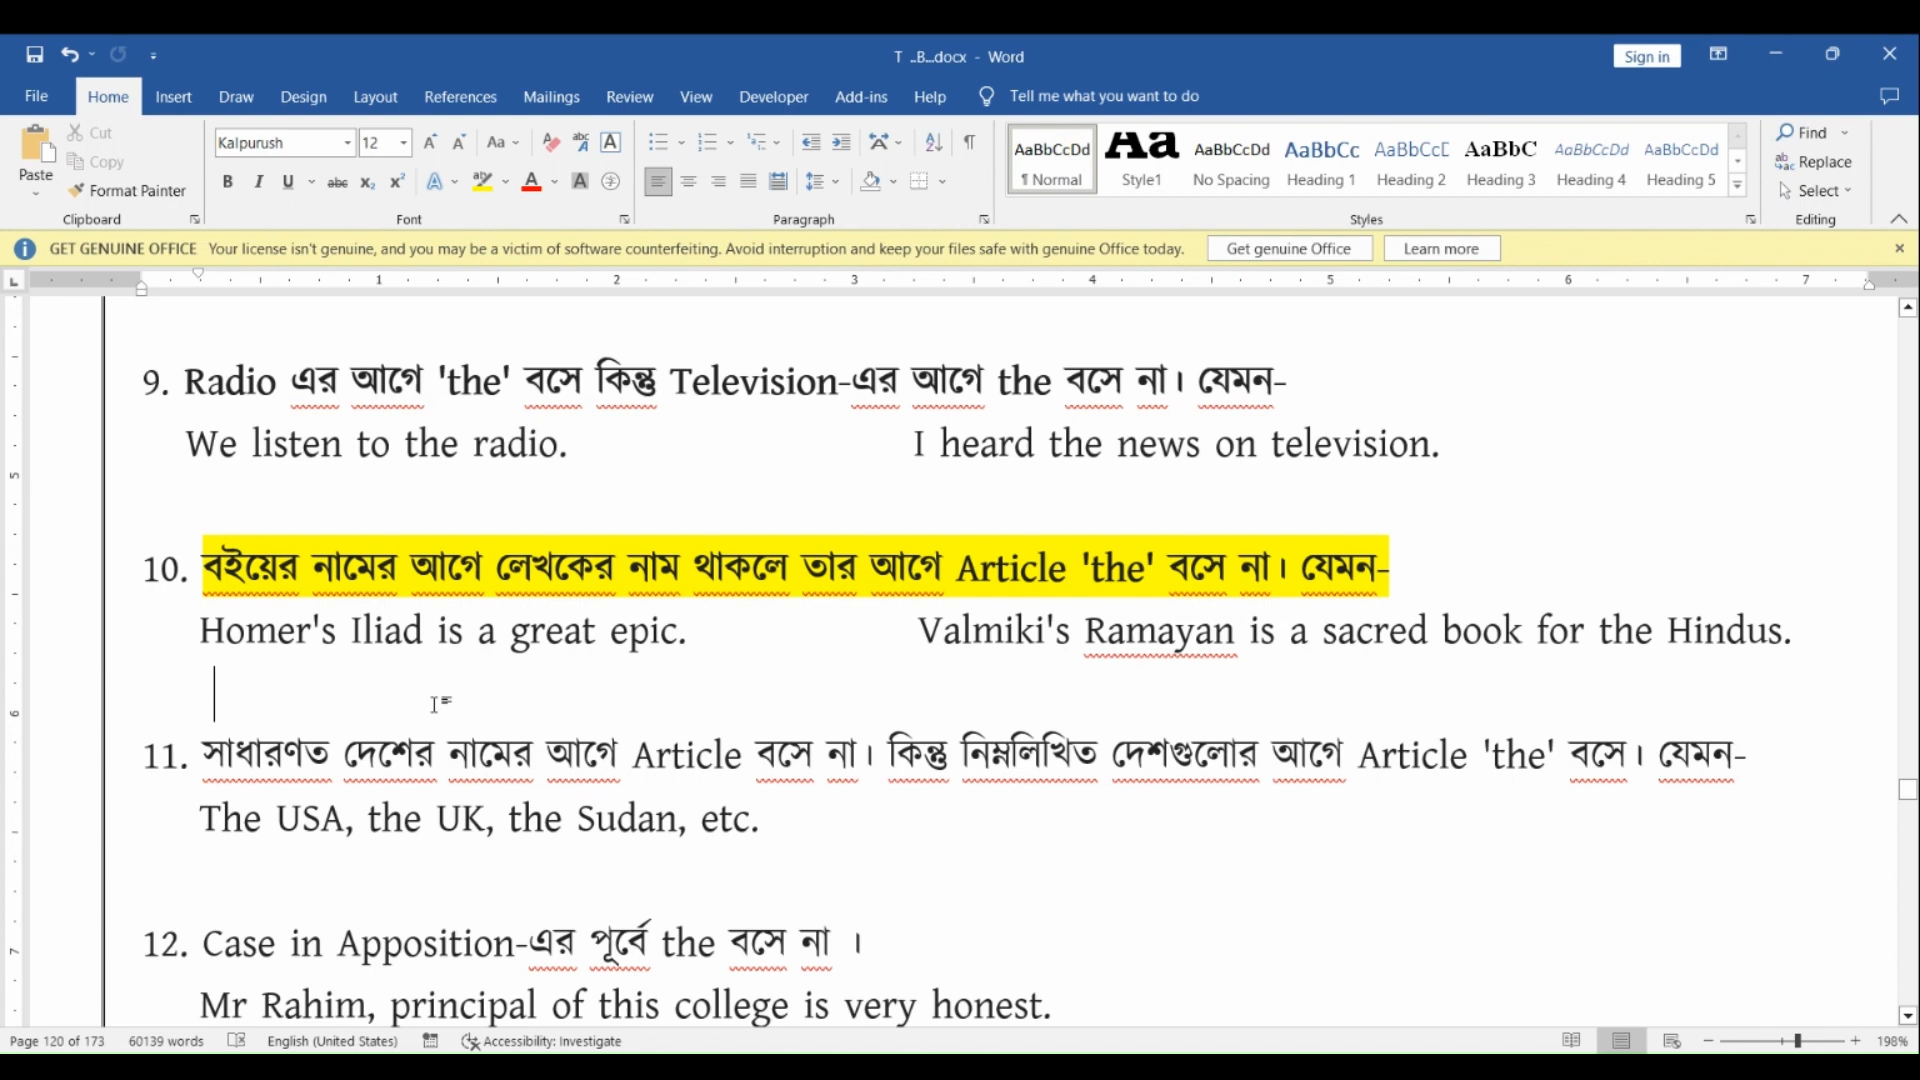 T ..B...docx - Word
Sign in
File Home Insert Draw Design Layout References Mailings Review View Developer Add-ins Help Tell me what you want to do
Paste Cut Copy Format Painter
Clipboard
Kalpurush 12
Font
Paragraph
AaBbCcDd ¶ Normal
Aa Style1
AaBbCcDd No Spacing
AaBbCc Heading 1
AaBbCcD Heading 2
AaBbC Heading 3
AaBbCcDd Heading 4
AaBbCcDd Heading 5
Styles
Find
Replace
Select
Editing
GET GENUINE OFFICE Your license isn't genuine, and you may be a victim of software counterfeiting. Avoid interruption and keep your files safe with genuine Office today. Get genuine Office Learn more
1 2 3 4 5 6 7
9. Radio এর আগে 'the' বসে কিন্তু Television-এর আগে the বসে না। যেমন-
We listen to the radio. I heard the news on television.
10. বইয়ের নামের আগে লেখকের নাম থাকলে তার আগে Article 'the' বসে না। যেমন-
Homer's Iliad is a great epic. Valmiki's Ramayan is a sacred book for the Hindus.
11. সাধারণত দেশের নামের আগে Article বসে না। কিন্তু নিম্নলিখিত দেশগুলোর আগে Article 'the' বসে। যেমন-
The USA, the UK, the Sudan, etc.
12. Case in Apposition-এর পূর্বে the বসে না ।
Mr Rahim, principal of this college is very honest.
Page 120 of 173 60139 words English (United States) Accessibility: Investigate 198%